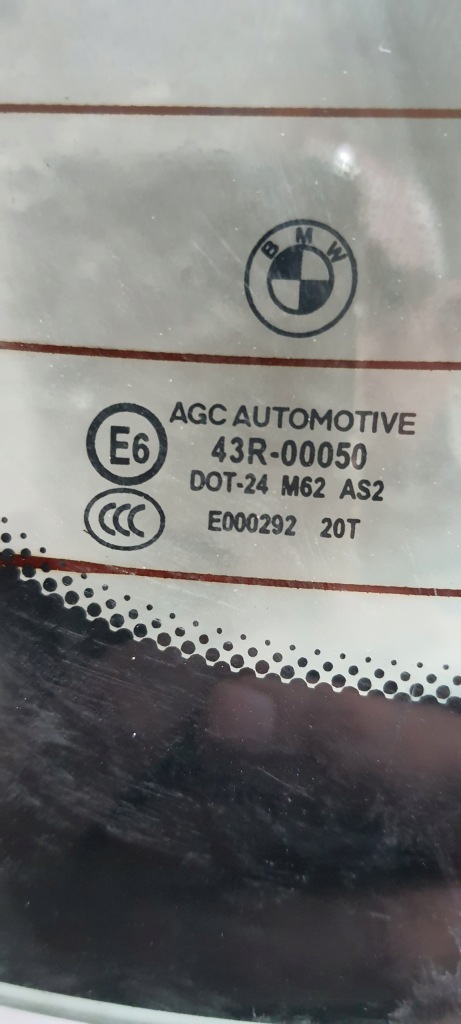 BMW
AGC AUTOMOTIVE
E6 43R-00050
DOT-24 M62 AS2
CCC E000292 20T